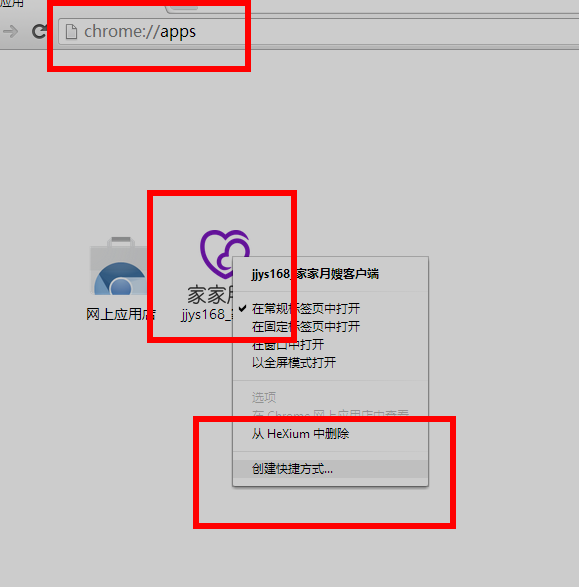 应用
chrome://apps
网上应用店
家家月
jjys168_
jjys168_家家月嫂客户端
在常规标签页中打开
在固定标签页中打开
在窗口中打开
以全屏模式打开
选项
在 Chrome 网上应用店中查看
从 HeXium 中删除
创建快捷方式...